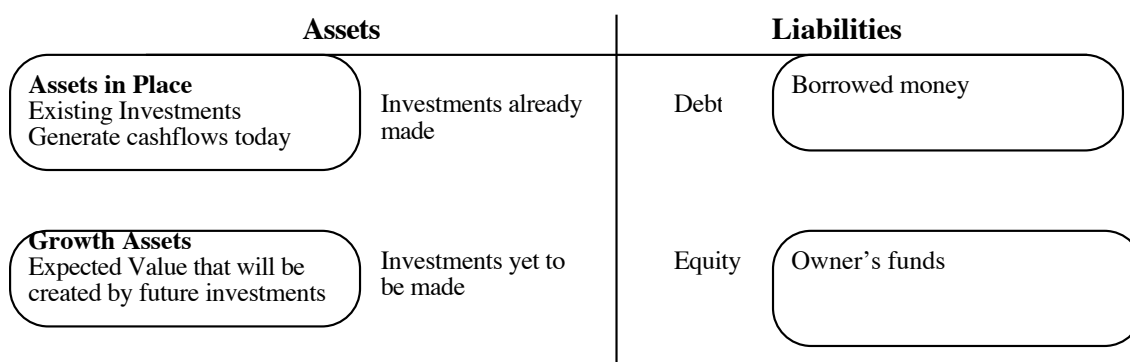 Assets
Liabilities
Assets in Place
Existing Investments
Generate cashflows today
Investments already
made
Debt
Borrowed money
Growth Assets
Expected Value that will be
created by future investments
Investments yet to
be made
Equity
Owner’s funds